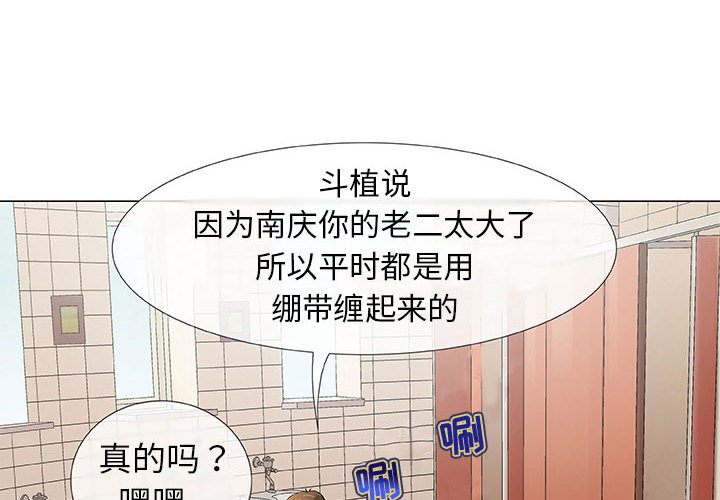 斗植说
因为南庆你的老二太大了
所以平时都是用
绷带缠起来的
唰
真的吗？
唰